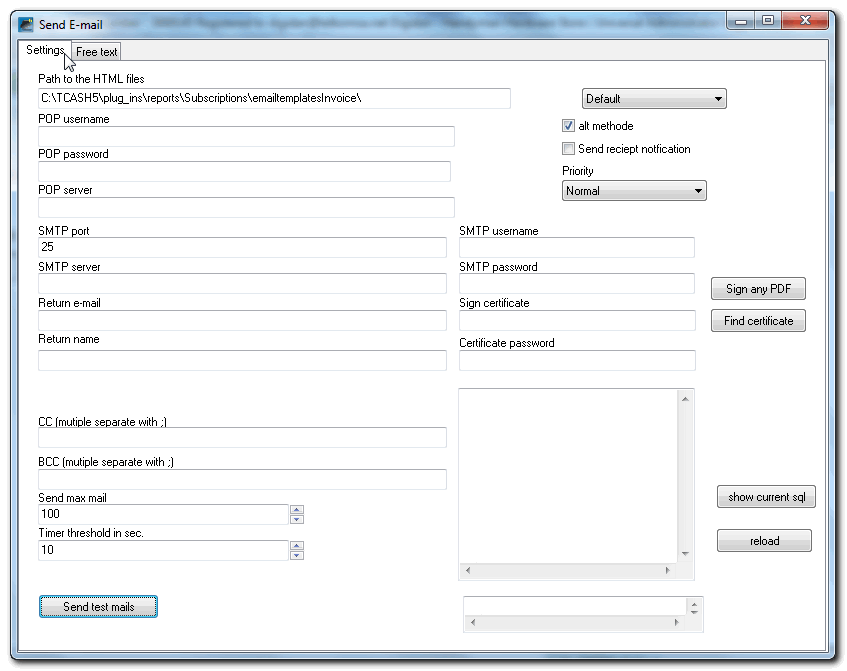 Send E-mail
Settings
Free text
Path to the HTML files
C:\TCASH5\plug_ins\reports\Subscriptions\emailtemplatesInvoice\
Default
POP username
alt methode
POP password
Send reciept notfication
Priority
POP server
Normal
SMTP port
SMTP username
25
SMTP server
SMTP password
Sign any PDF
Return e-mail
Sign certificate
Find certificate
Return name
Certificate password
CC (mutiple separate with ;)
BCC (mutiple separate with ;)
Send max mail
show current sql
100
Timer threshold in sec.
reload
10
Send test mails